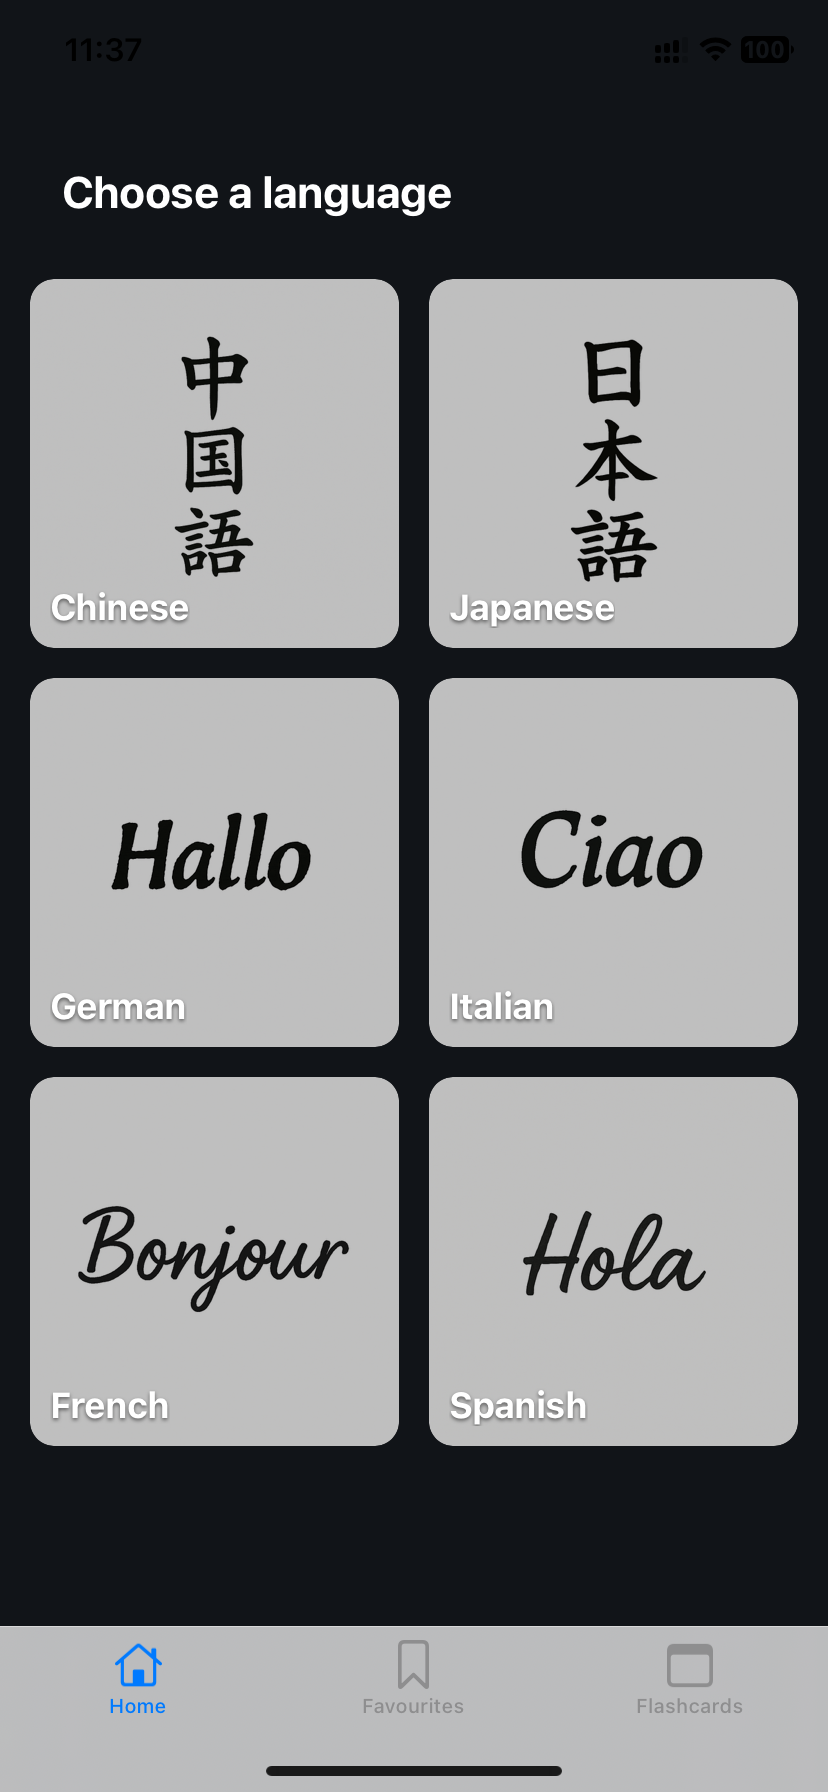 11:37
100
Choose a language
中国語
Chinese
日本語
Japanese
Hallo
German
Ciao
Italian
Bonjour
French
Hola
Spanish
Home
Favourites
Flashcards